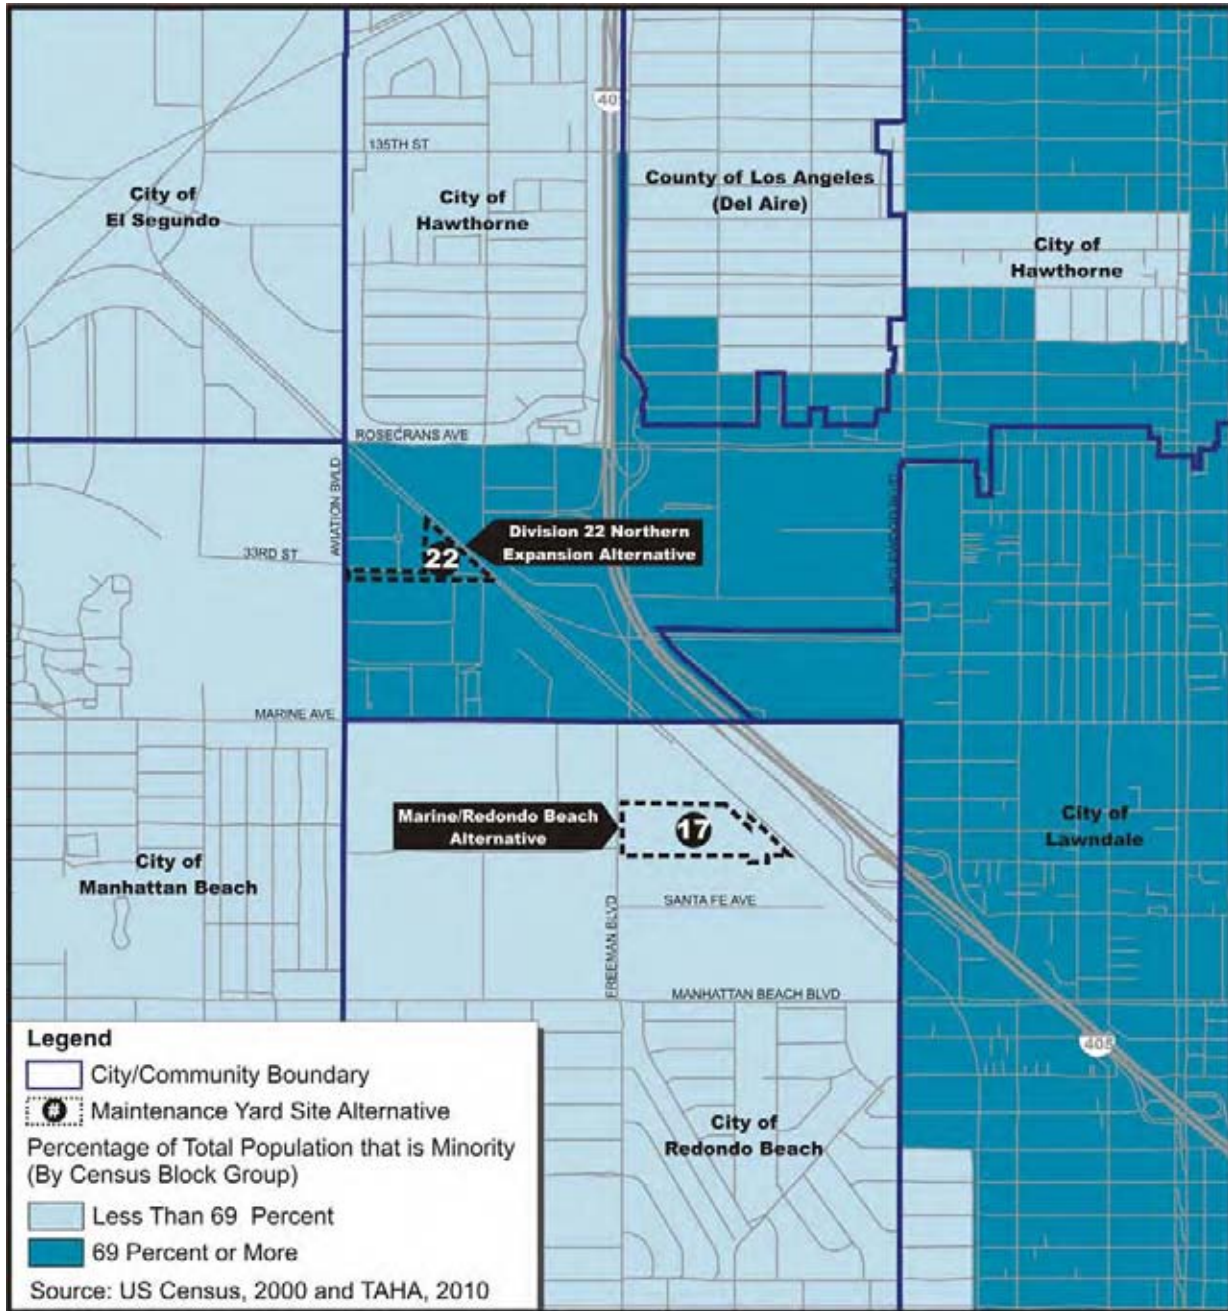 405
135TH ST
City of
El Segundo
City of
Hawthorne
County of Los Angeles
(Del Aire)
City of
Hawthorne
ROSECRANS AVE
AVIATION BVLD
33RD ST
22
Division 22 Northern
Expansion Alternative
MARINE AVE
Marine/Redondo Beach
Alternative
17
City of
Lawndale
City of
Manhattan Beach
SANTA FE AVE
FREEMAN BLVD
MANHATTAN BEACH BLVD
405
City of
Redondo Beach
Legend
City/Community Boundary
# Maintenance Yard Site Alternative
Percentage of Total Population that is Minority
(By Census Block Group)
Less Than 69 Percent
69 Percent or More
Source: US Census, 2000 and TAHA, 2010